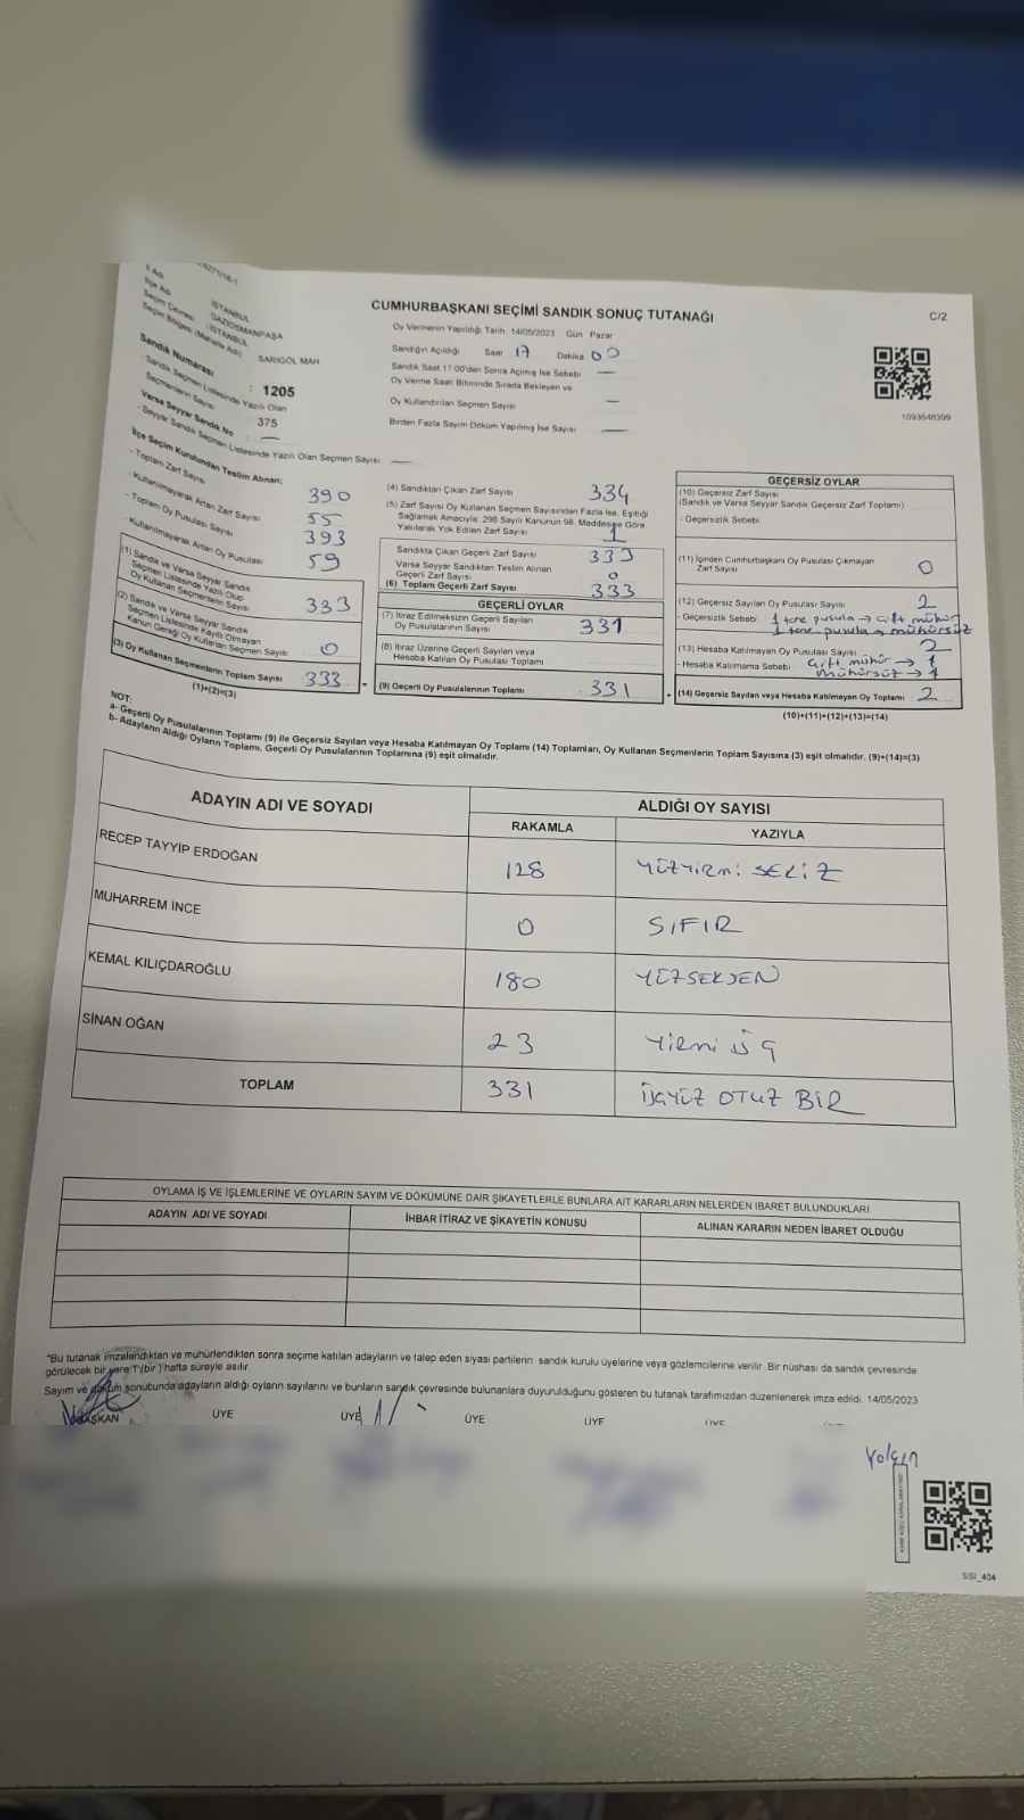 İl Adı
İlçe Adı
Seçim Çevresi
Seçim Bölgesi (Mahalle Adı)
İSTANBUL
GAZİOSMANPAŞA
: İSTANBUL
SARIGÖL MAH
CUMHURBAŞKANI SEÇİMİ SANDIK SONUÇ TUTANAĞI
C/2
Oy Vermenin Yapıldığı Tarih: 14/05/2023 Gün Pazar
Sandığın Açıldığı Saat 17 Dakika 00
Sandık Saat 17:00'den Sonra Açılmış İse Sebebi —
Oy Verme Saati Bitiminde Sırada Bekleyen ve
Oy Kullandırılan Seçmen Sayısı —
Birden Fazla Sayım Döküm Yapılmış İse Sayısı —
Sandık Numarası : 1205
- Sandık Seçmen Listesinde Yazılı Olan
Seçmenlerin Sayısı 375
Varsa Seyyar Sandık No —
- Seyyar Sandık Seçmen Listesinde Yazılı Olan Seçmen Sayısı —
İlçe Seçim Kurulundan Teslim Alınan;
- Toplam Zarf Sayısı 390
- Kullanılmayarak Artan Zarf Sayısı 55
- Toplam Oy Pusulası Sayısı 393
- Kullanılmayarak Artan Oy Pusulası 59
(1) Sandık ve Varsa Seyyar Sandık
Seçmen Listesinde Yazılı Olup
Oy Kullanan Seçmenlerin Sayısı 333
(2) Sandık ve Varsa Seyyar Sandık
Seçmen Listesinde Kayıtlı Olmayan
Kanun Gereği Oy Kullanan Seçmen Sayısı 0
(3) Oy Kullanan Seçmenlerin Toplam Sayısı 333
(1)+(2)=(3)
(4) Sandıktan Çıkan Zarf Sayısı 334
(5) Zarf Sayısı Oy Kullanan Seçmen Sayısından Fazla İse, Eşitliği
Sağlamak Amacıyla 298 Sayılı Kanunun 98. Maddesine Göre
Yakılarak Yok Edilen Zarf Sayısı 1
Sandıkta Çıkan Geçerli Zarf Sayısı 333
Varsa Seyyar Sandıktan Teslim Alınan
Geçerli Zarf Sayısı 0
(6) Toplam Geçerli Zarf Sayısı 333
GEÇERLİ OYLAR
(7) İtiraz Edilmeksizin Geçerli Sayılan
Oy Pusulalarının Sayısı 331
(8) İtiraz Üzerine Geçerli Sayılan veya
Hesaba Katılan Oy Pusulası Toplamı
(9) Geçerli Oy Pusulalarının Toplamı 331
1093648399
GEÇERSİZ OYLAR
(10) Geçersiz Zarf Sayısı
(Sandık ve Varsa Seyyar Sandık Geçersiz Zarf Toplamı)
- Geçersizlik Sebebi
(11) İçinden Cumhurbaşkanı Oy Pusulası Çıkmayan
Zarf Sayısı 0
(12) Geçersiz Sayılan Oy Pusulası Sayısı 2
- Geçersizlik Sebebi 1 tane pusula → çift mühür
1 tane pusula → mühürsüz
(13) Hesaba Katılmayan Oy Pusulası Sayısı 2
- Hesaba Katılmama Sebebi çift mühür → 1
mühürsüz → 1
(14) Geçersiz Sayılan veya Hesaba Katılmayan Oy Toplamı 2
(10)+(11)+(12)+(13)=(14)
NOT:
a- Geçerli Oy Pusulalarının Toplamı (9) ile Geçersiz Sayılan veya Hesaba Katılmayan Oy Toplamı (14) Toplamları, Oy Kullanan Seçmenlerin Toplam Sayısına (3) eşit olmalıdır. (9)+(14)=(3)
b- Adayların Aldığı Oyların Toplamı, Geçerli Oy Pusulalarının Toplamına (9) eşit olmalıdır.
ADAYIN ADI VE SOYADI
ALDIĞI OY SAYISI
RAKAMLA
YAZIYLA
RECEP TAYYİP ERDOĞAN 128 YÜZYİRMİ SEKİZ
MUHARREM İNCE 0 SIFIR
KEMAL KILIÇDAROĞLU 180 YÜZSEKSEN
SİNAN OĞAN 23 YİRMİ ÜÇ
TOPLAM 331 ÜÇYÜZ OTUZ BİR
OYLAMA İŞ VE İŞLEMLERİNE VE OYLARIN SAYIM VE DÖKÜMÜNE DAİR ŞİKAYETLERLE BUNLARA AİT KARARLARIN NELERDEN İBARET BULUNDUKLARI
ADAYIN ADI VE SOYADI
İHBAR İTİRAZ VE ŞİKAYETİN KONUSU
ALINAN KARARIN NEDEN İBARET OLDUĞU
*Bu tutanak imzalandıktan ve mühürlendikten sonra seçime katılan adayların ve talep eden siyasi partilerin sandık kurulu üyelerine veya gözlemcilerine verilir. Bir nüshası da sandık çevresinde
görülecek bir yere 1 (bir) hafta süreyle asılır.
Sayım ve döküm sonubunda adayların aldığı oyların sayılarını ve bunların sandık çevresinde bulunanlara duyurulduğunu gösteren bu tutanak tarafımızdan düzenlenerek imza edildi. 14/05/2023
BAŞKAN
ÜYE
ÜYE
ÜYE
ÜYE
ÜYE
Volkan
SSI_404